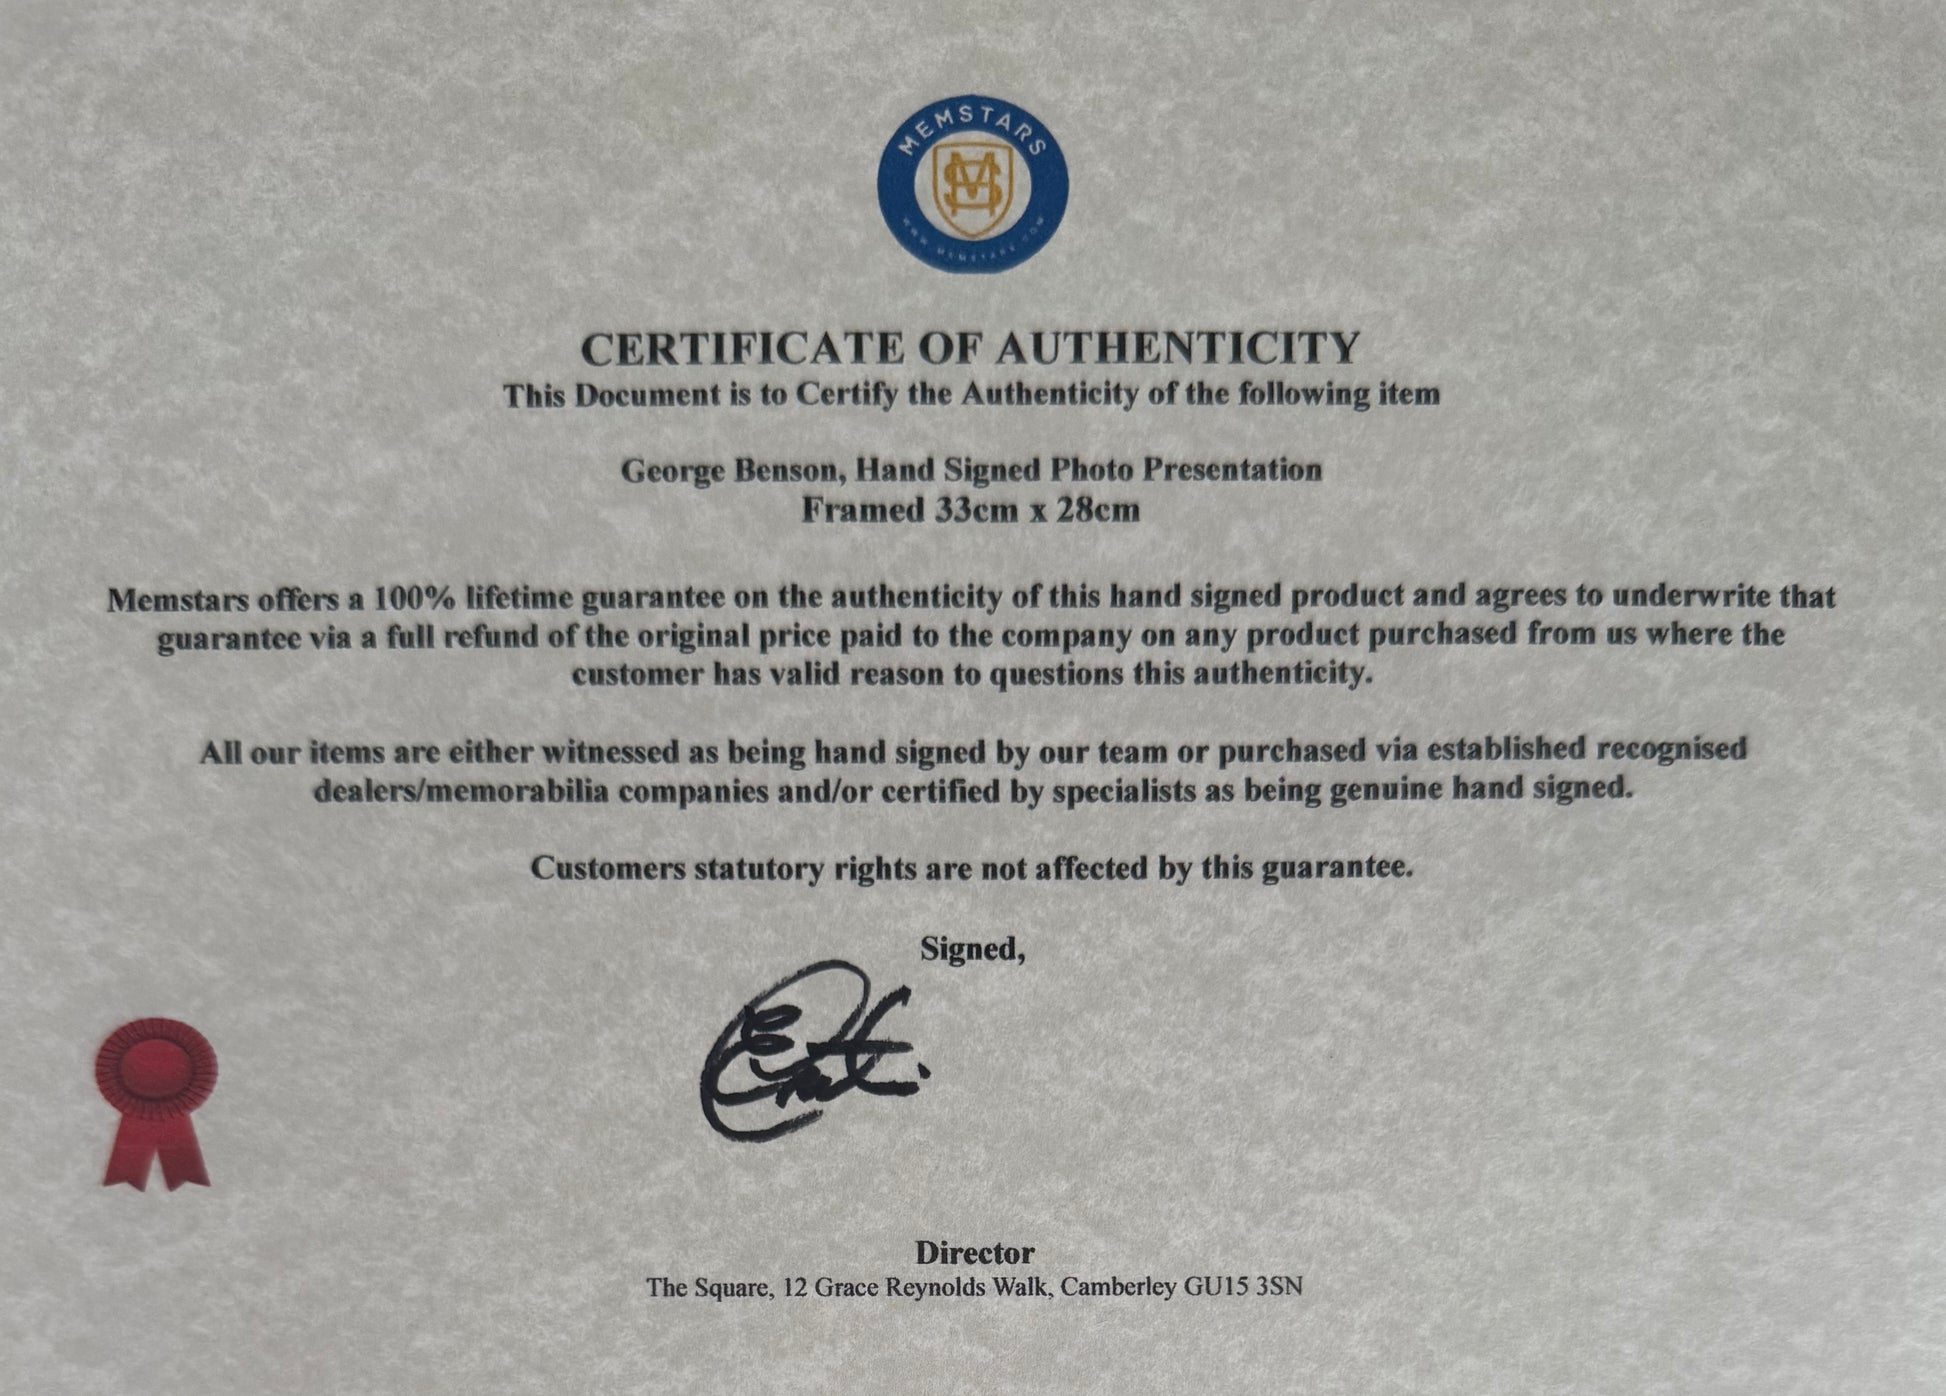 MEMSTARS
MS
WWW.MEMSTARS.COM
CERTIFICATE OF AUTHENTICITY
This Document is to Certify the Authenticity of the following item
George Benson, Hand Signed Photo Presentation
Framed 33cm x 28cm
Memstars offers a 100% lifetime guarantee on the authenticity of this hand signed product and agrees to underwrite that
guarantee via a full refund of the original price paid to the company on any product purchased from us where the
customer has valid reason to questions this authenticity.
All our items are either witnessed as being hand signed by our team or purchased via established recognised
dealers/memorabilia companies and/or certified by specialists as being genuine hand signed.
Customers statutory rights are not affected by this guarantee.
Signed,
Director
The Square, 12 Grace Reynolds Walk, Camberley GU15 3SN